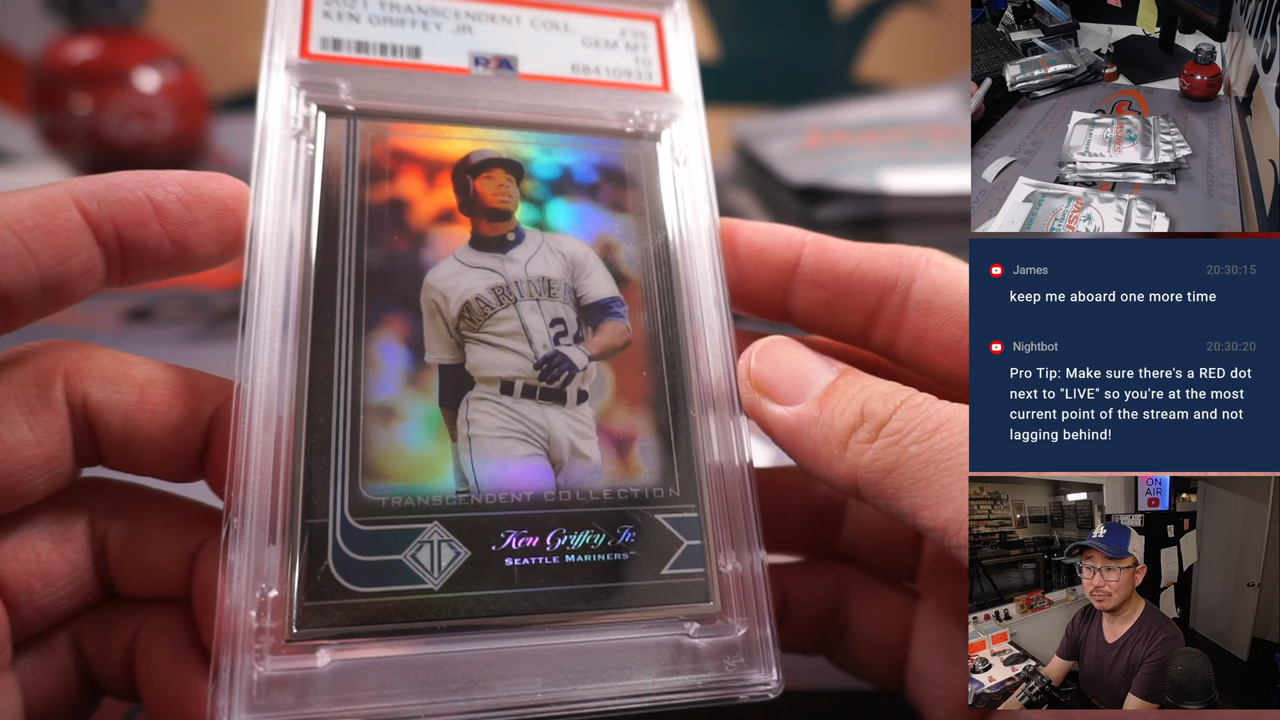 2021 TRANSCENDENT COLL. #35
KEN GRIFFEY JR. GEM MT
10
PSA 68410933
MARINERS
24
TRANSCENDENT COLLECTION
Ken Griffey Jr.
SEATTLE MARINERS™
ON
AIR
James 20:30:15
keep me aboard one more time
Nightbot 20:30:20
Pro Tip: Make sure there's a RED dot
next to "LIVE" so you're at the most
current point of the stream and not
lagging behind!
LA